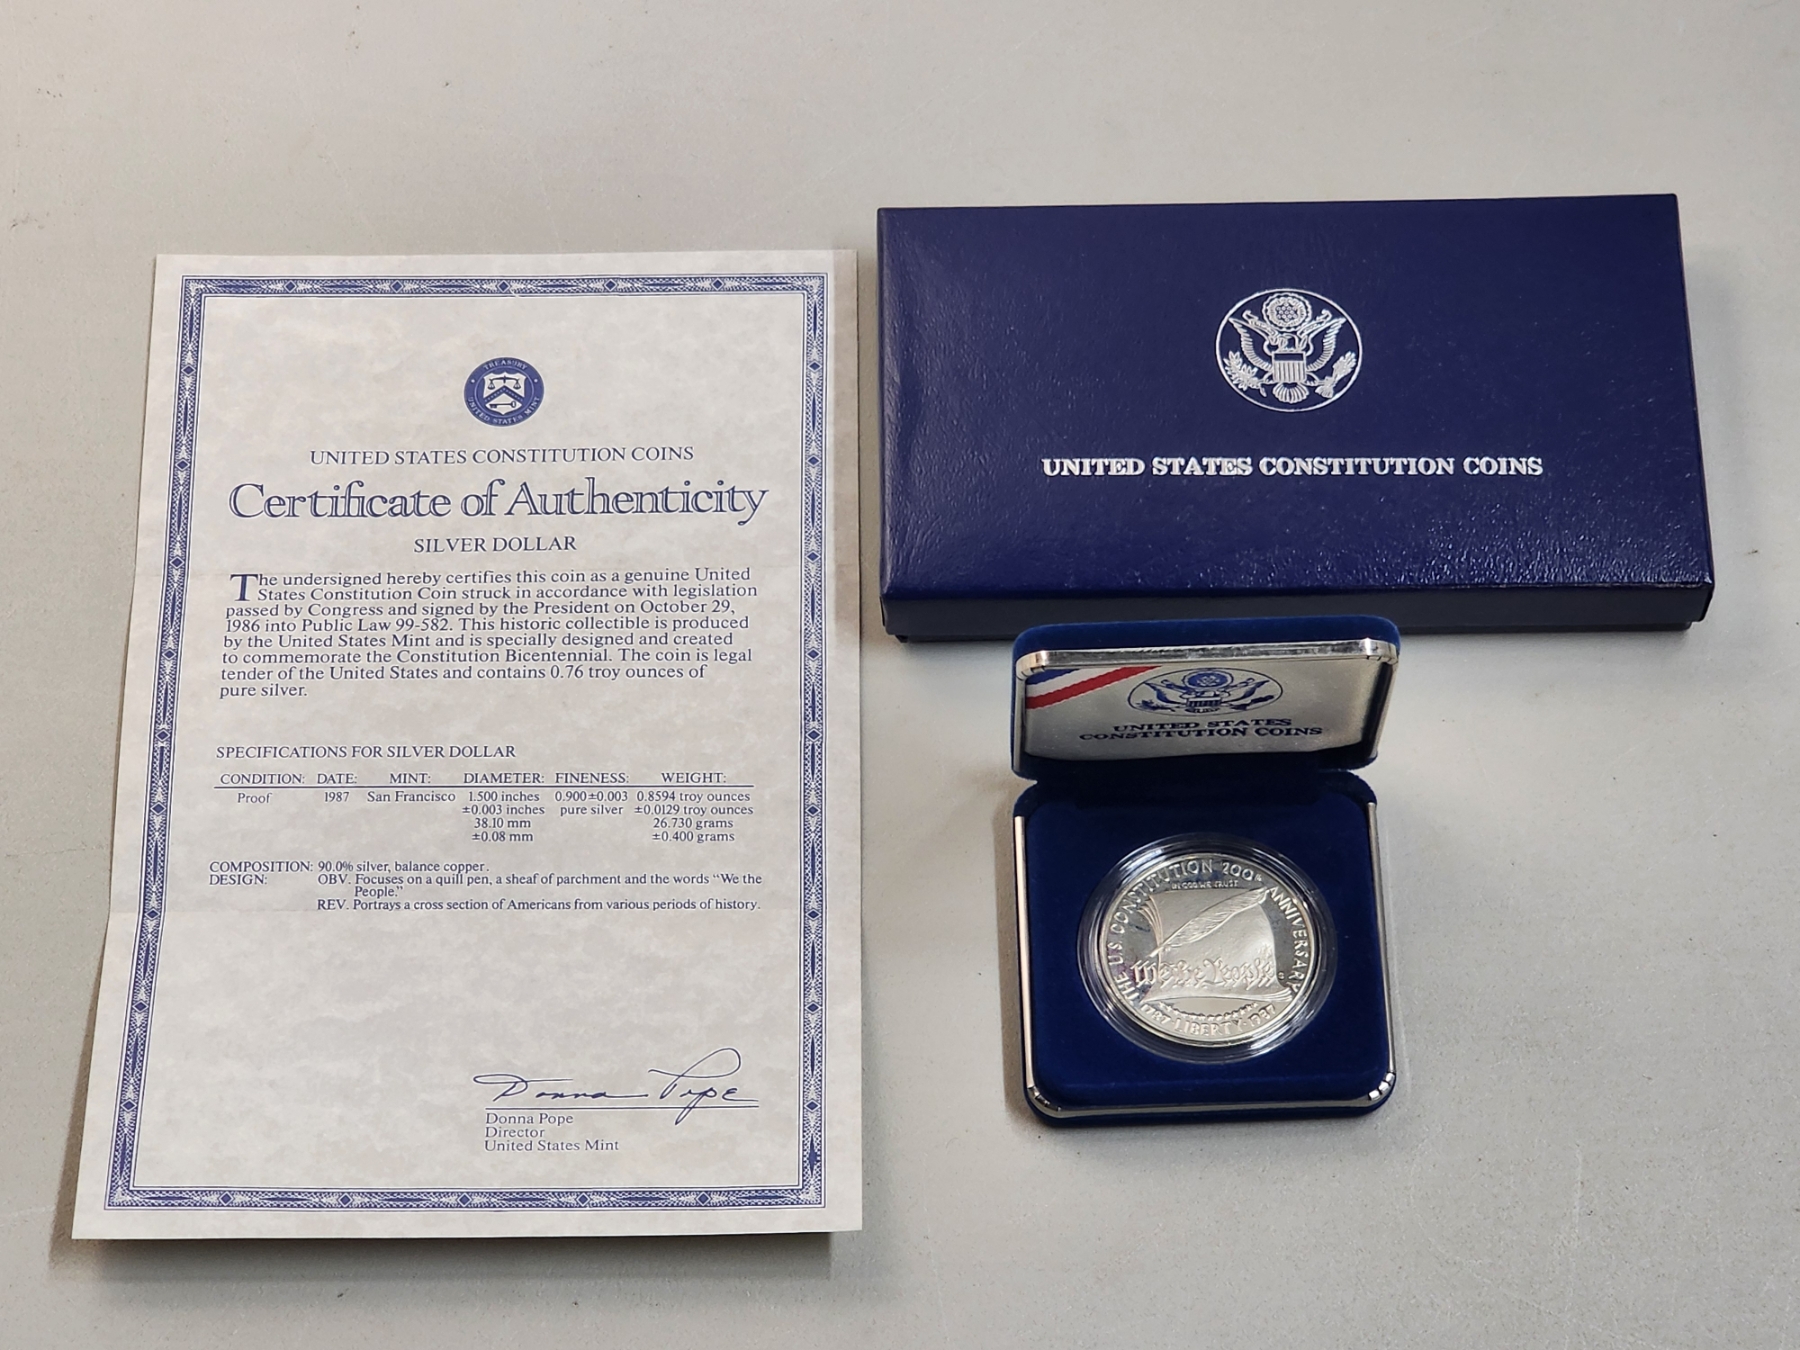 TREASURY
UNITED STATES MINT
UNITED STATES CONSTITUTION COINS
Certificate of Authenticity
SILVER DOLLAR
The undersigned hereby certifies this coin as a genuine United
States Constitution Coin struck in accordance with legislation
passed by Congress and signed by the President on October 29,
1986 into Public Law 99-582. This historic collectible is produced
by the United States Mint and is specially designed and created
to commemorate the Constitution Bicentennial. The coin is legal
tender of the United States and contains 0.76 troy ounces of
pure silver.
SPECIFICATIONS FOR SILVER DOLLAR
CONDITION: DATE: MINT: DIAMETER: FINENESS: WEIGHT:
Proof 1987 San Francisco 1.500 inches 0.900±0.003 0.8594 troy ounces
±0.003 inches pure silver ±0.0129 troy ounces
38.10 mm 26.730 grams
±0.08 mm ±0.400 grams
COMPOSITION: 90.0% silver, balance copper.
DESIGN: OBV. Focuses on a quill pen, a sheaf of parchment and the words "We the
People."
REV. Portrays a cross section of Americans from various periods of history.
Donna Pope
Donna Pope
Director
United States Mint
UNITED STATES CONSTITUTION COINS
UNITED STATES
CONSTITUTION COINS
THE U.S. CONSTITUTION 200th ANNIVERSARY
IN GOD WE TRUST
We the People
S
1787 LIBERTY 1987